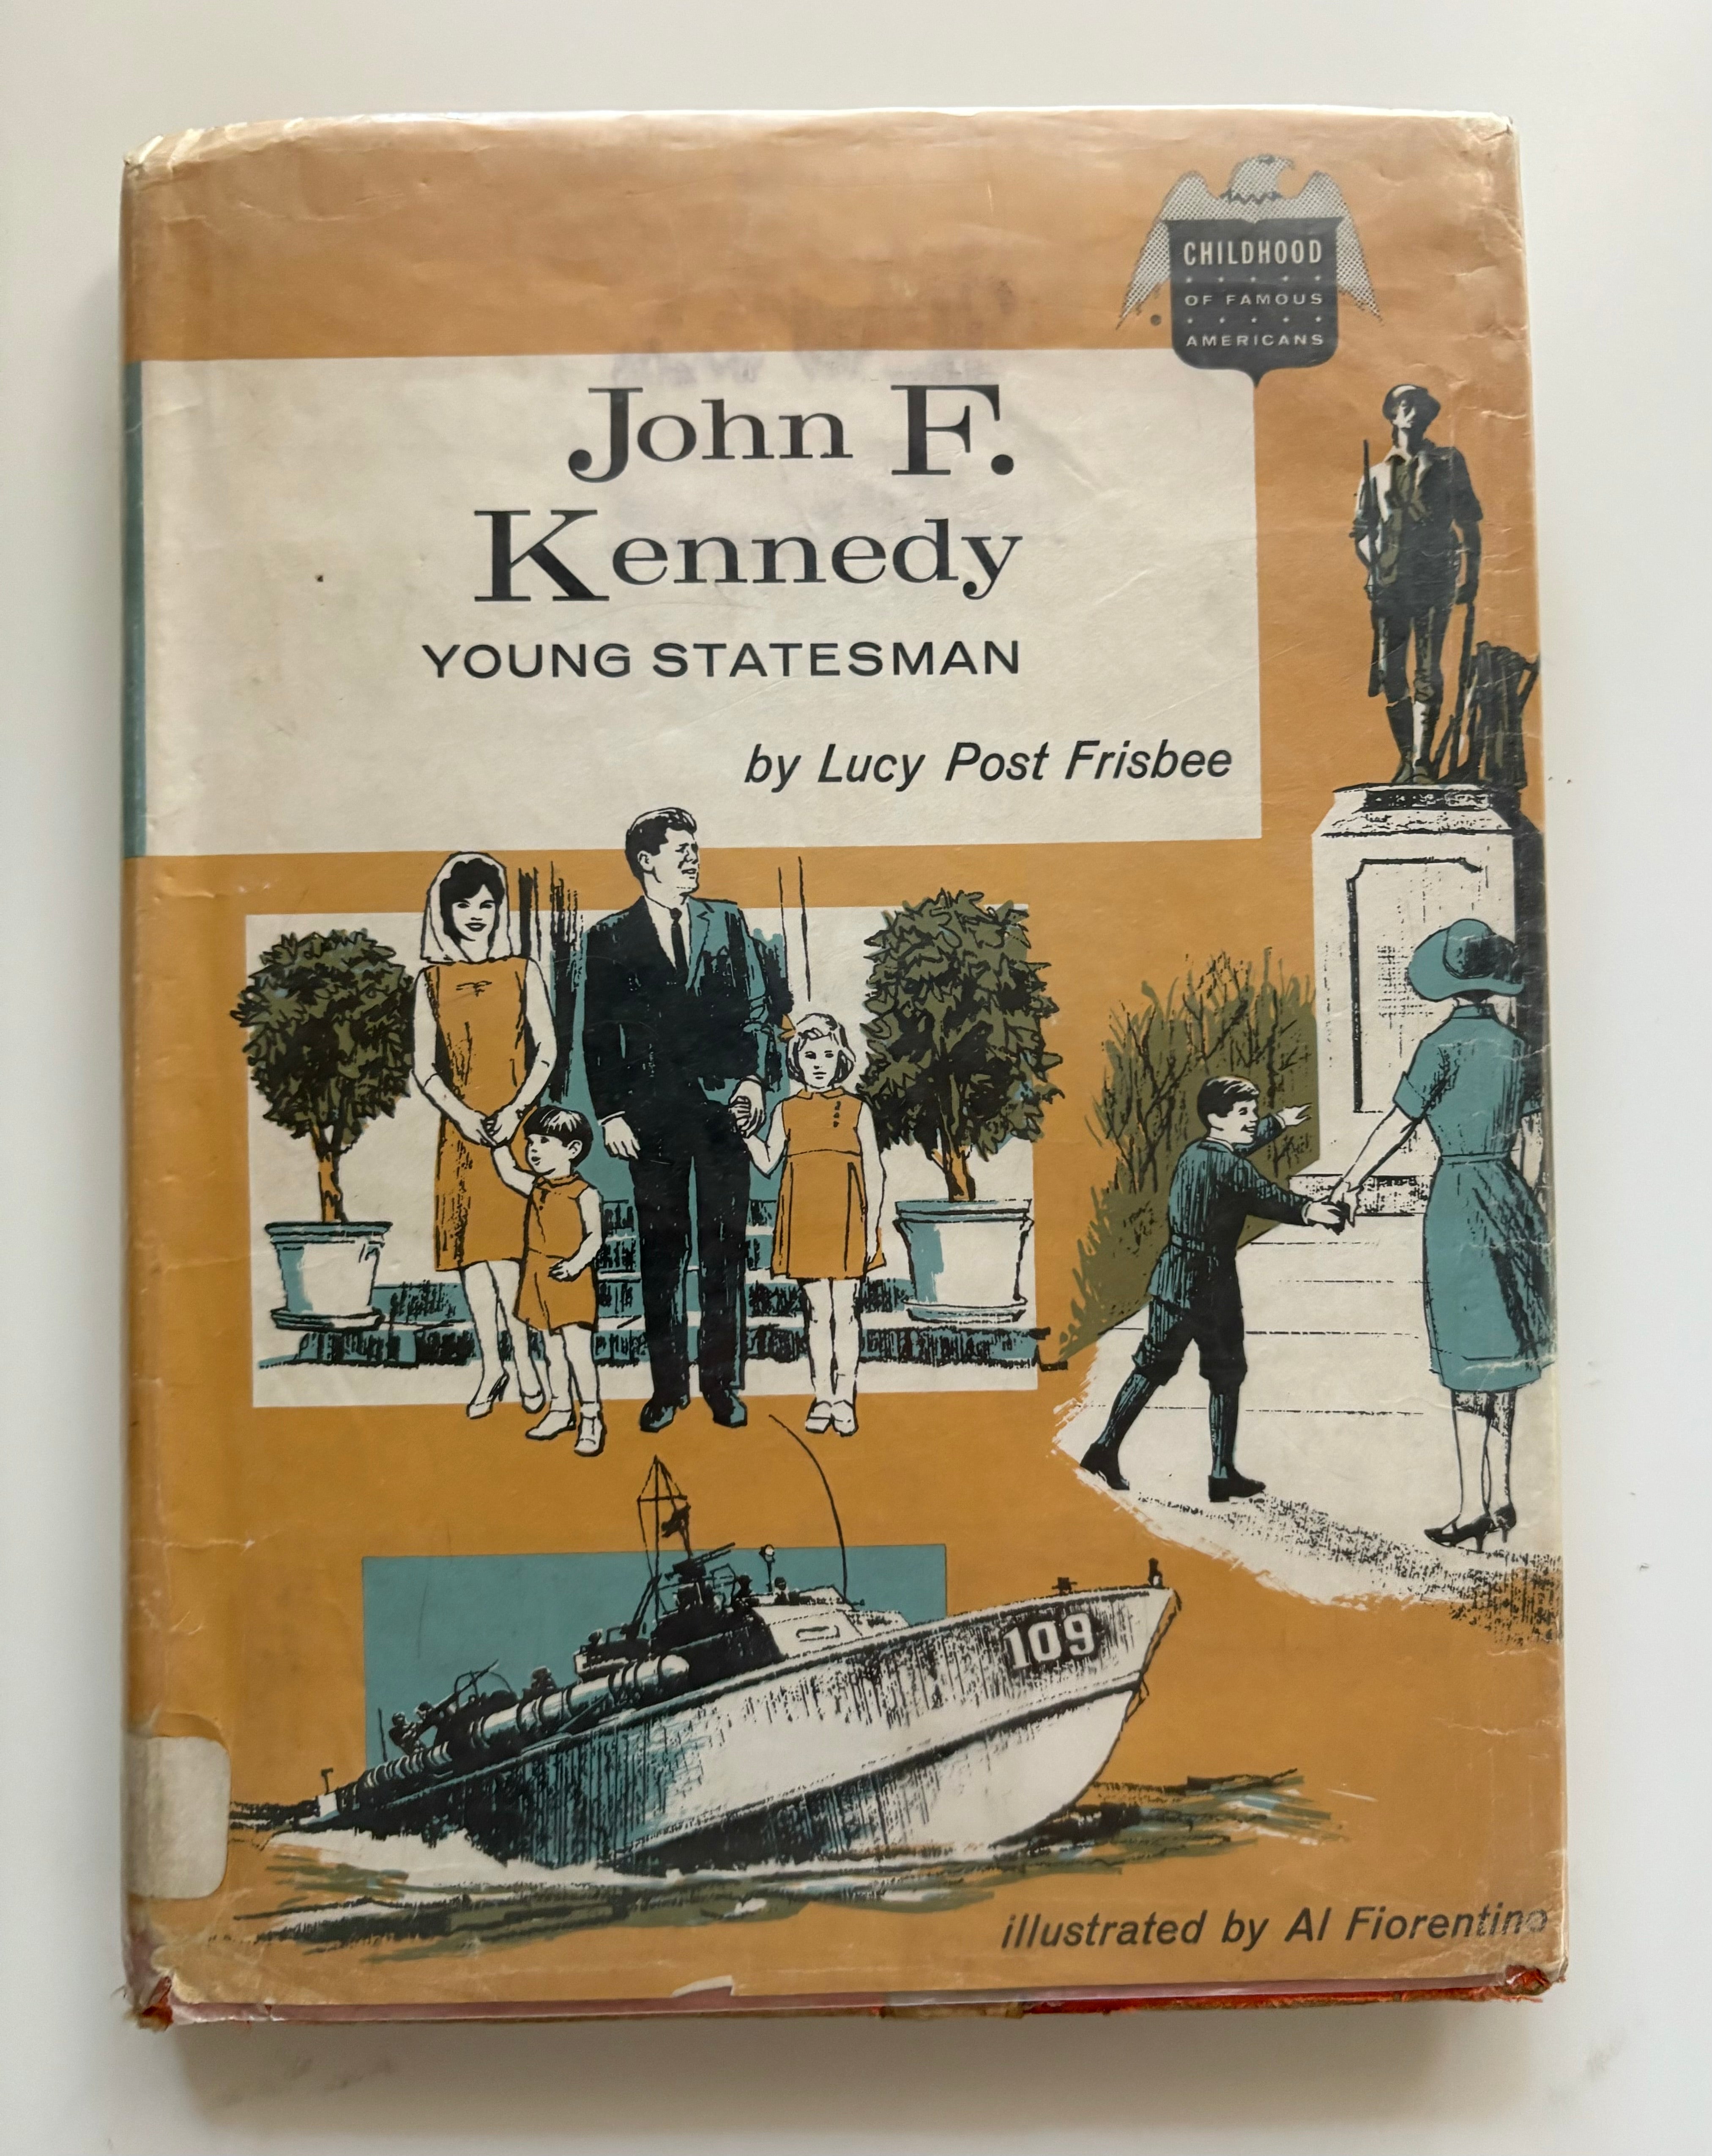 CHILDHOOD
OF FAMOUS
AMERICANS
John F.
Kennedy
YOUNG STATESMAN
by Lucy Post Frisbee
109
illustrated by Al Fiorentino